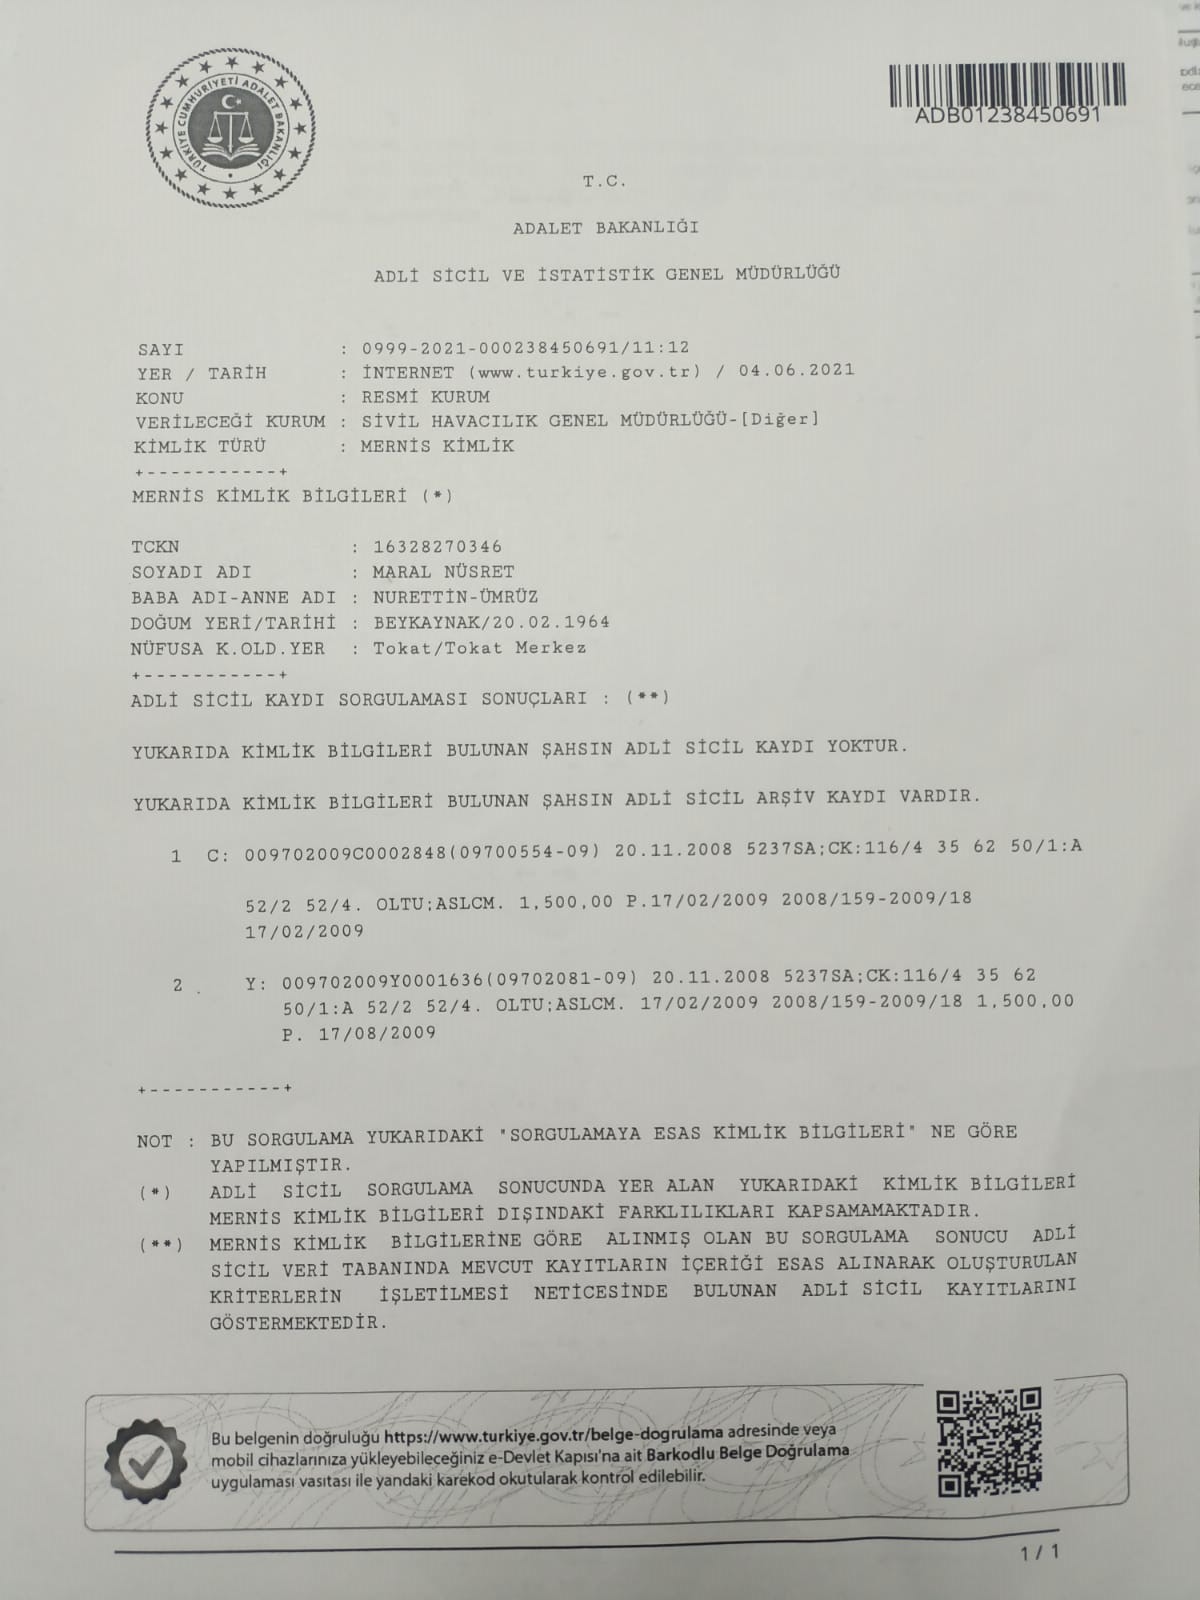 TÜRKİYE CUMHURİYETİ ADALET BAKANLIĞI
ADB01238450691
T.C.
ADALET BAKANLIĞI
ADLİ SİCİL VE İSTATİSTİK GENEL MÜDÜRLÜĞÜ
SAYI : 0999-2021-000238450691/11:12
YER / TARİH : İNTERNET (www.turkiye.gov.tr) / 04.06.2021
KONU : RESMİ KURUM
VERİLECEĞİ KURUM : SİVİL HAVACILIK GENEL MÜDÜRLÜĞÜ-[Diğer]
KİMLİK TÜRÜ : MERNİS KİMLİK
+-----------+
MERNİS KİMLİK BİLGİLERİ (*)
TCKN : 16328270346
SOYADI ADI : MARAL NÜSRET
BABA ADI-ANNE ADI : NURETTİN-ÜMRÜZ
DOĞUM YERİ/TARİHİ : BEYKAYNAK/20.02.1964
NÜFUSA K.OLD.YER : Tokat/Tokat Merkez
+-----------+
ADLİ SİCİL KAYDI SORGULAMASI SONUÇLARI : (**)
YUKARIDA KİMLİK BİLGİLERİ BULUNAN ŞAHSIN ADLİ SİCİL KAYDI YOKTUR.
YUKARIDA KİMLİK BİLGİLERİ BULUNAN ŞAHSIN ADLİ SİCİL ARŞİV KAYDI VARDIR.
1 C: 009702009C0002848(09700554-09) 20.11.2008 5237SA;CK:116/4 35 62 50/1:A
52/2 52/4. OLTU;ASLCM. 1,500,00 P.17/02/2009 2008/159-2009/18
17/02/2009
2 Y: 009702009Y0001636(09702081-09) 20.11.2008 5237SA;CK:116/4 35 62
50/1:A 52/2 52/4. OLTU;ASLCM. 17/02/2009 2008/159-2009/18 1,500,00
P. 17/08/2009
+-----------+
NOT : BU SORGULAMA YUKARIDAKİ "SORGULAMAYA ESAS KİMLİK BİLGİLERİ" NE GÖRE
YAPILMIŞTIR.
(*) ADLİ SİCİL SORGULAMA SONUCUNDA YER ALAN YUKARIDAKİ KİMLİK BİLGİLERİ
MERNİS KİMLİK BİLGİLERİ DIŞINDAKİ FARKLILIKLARI KAPSAMAMAKTADIR.
(**) MERNİS KİMLİK BİLGİLERİNE GÖRE ALINMIŞ OLAN BU SORGULAMA SONUCU ADLİ
SİCİL VERİ TABANINDA MEVCUT KAYITLARIN İÇERİĞİ ESAS ALINARAK OLUŞTURULAN
KRİTERLERİN İŞLETİLMESİ NETİCESİNDE BULUNAN ADLİ SİCİL KAYITLARINI
GÖSTERMEKTEDİR.
Bu belgenin doğruluğu https://www.turkiye.gov.tr/belge-dogrulama adresinde veya
mobil cihazlarınıza yükleyebileceğiniz e-Devlet Kapısı'na ait Barkodlu Belge Doğrulama
uygulaması vasıtası ile yandaki karekod okutularak kontrol edilebilir.
1 / 1